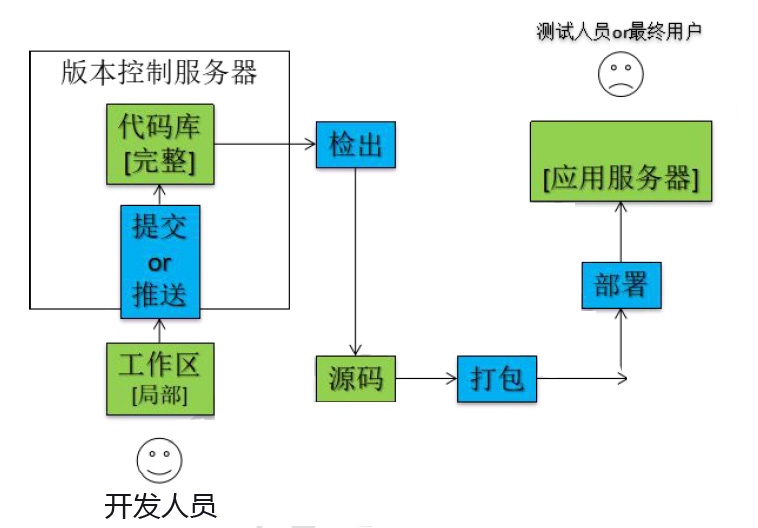 测试人员or最终用户
版本控制服务器
代码库
[完整]
检出
[应用服务器]
提交
or
推送
部署
工作区
[局部]
源码
打包
开发人员